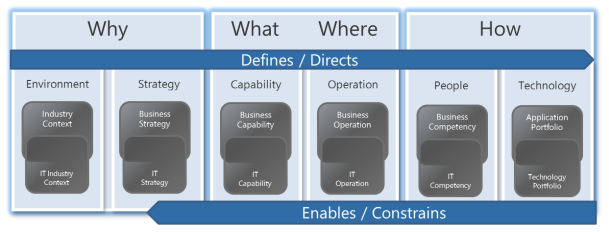 Why
What
Where
How
Defines / Directs
Environment
Strategy
Capability
Operation
People
Technology
Industry
Context
Business
Strategy
Business
Capability
Business
Operation
Business
Competency
Application
Portfolio
IT Industry
Context
IT
Strategy
IT
Capability
IT
Operation
IT
Competency
Technology
Portfolio
Enables / Constrains